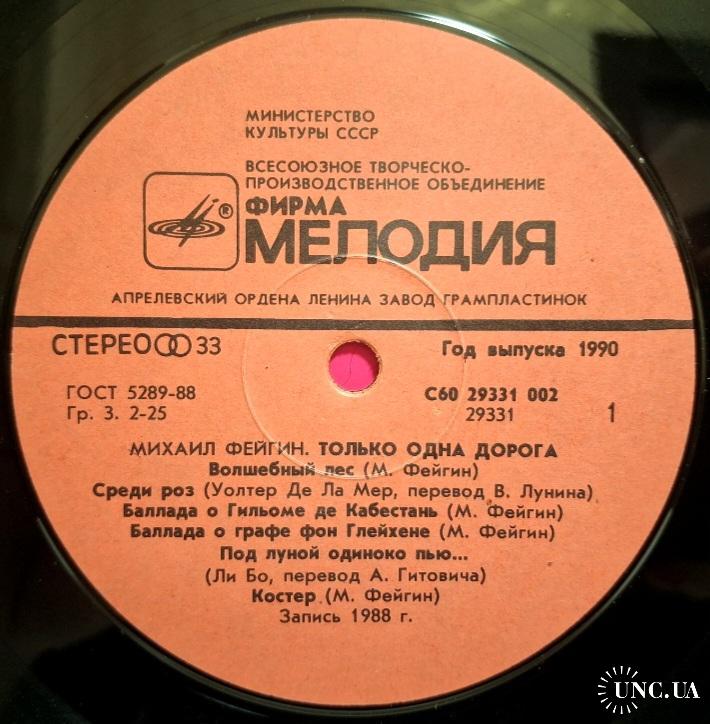 МИНИСТЕРСТВО
КУЛЬТУРЫ СССР
ВСЕСОЮЗНОЕ ТВОРЧЕСКО-
ПРОИЗВОДСТВЕННОЕ ОБЪЕДИНЕНИЕ
® ФИРМА
МЕЛОДИЯ
АПРЕЛЕВСКИЙ ОРДЕНА ЛЕНИНА ЗАВОД ГРАМПЛАСТИНОК
СТЕРЕО 33 Год выпуска 1990
ГОСТ 5289-88 С60 29331 002
Гр. 3. 2-25 29331 1
МИХАИЛ ФЕЙГИН. ТОЛЬКО ОДНА ДОРОГА
Волшебный лес (М. Фейгин)
Среди роз (Уолтер Де Ла Мер, перевод В. Лунина)
Баллада о Гильоме де Кабестань (М. Фейгин)
Баллада о графе фон Глейхене (М. Фейгин)
Под луной одиноко пью...
(Ли Бо, перевод А. Гитовича)
Костер (М. Фейгин)
Запись 1988 г.
UNC.UA